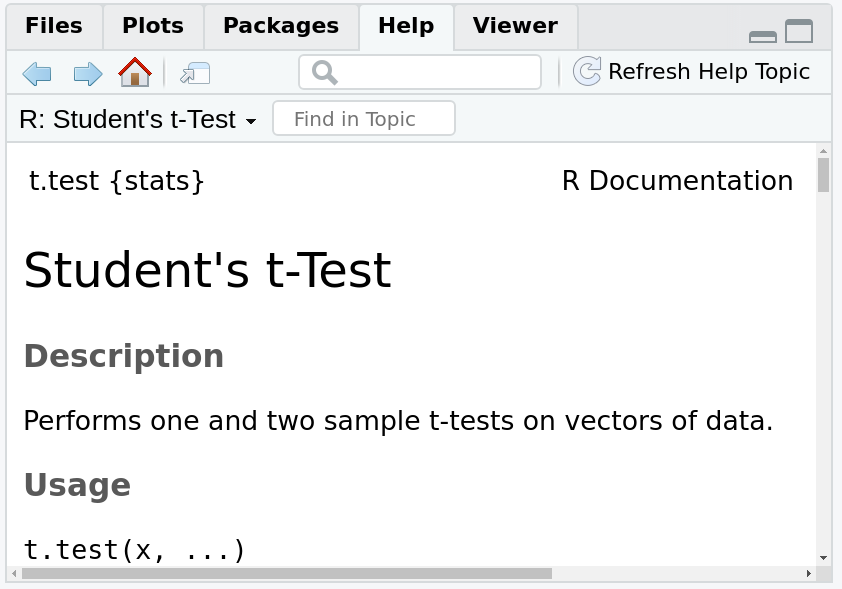 Files Plots Packages Help Viewer
Refresh Help Topic
R: Student's t-Test Find in Topic
t.test {stats} R Documentation
Student's t-Test
Description
Performs one and two sample t-tests on vectors of data.
Usage
t.test(x, ...)